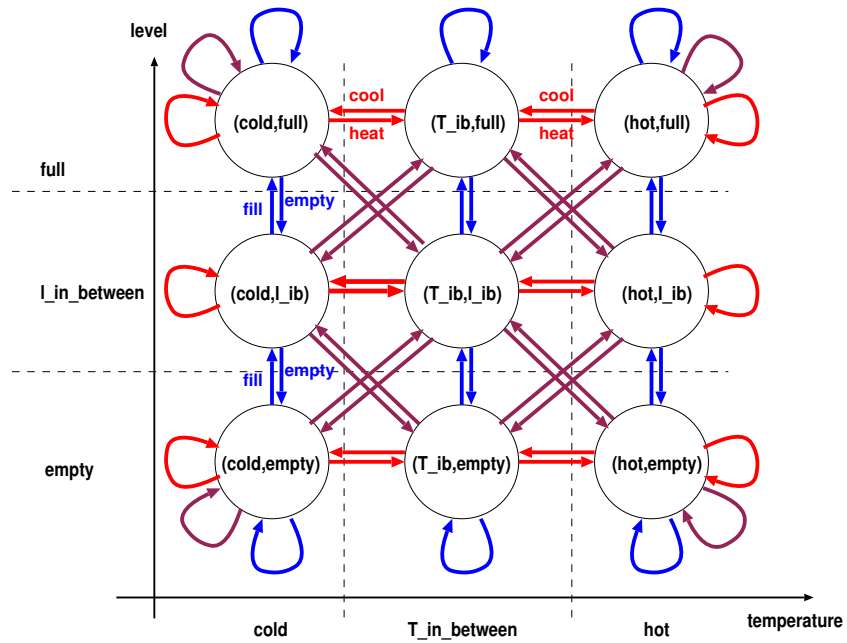 level
cool
cool
(cold,full)
(T_ib,full)
(hot,full)
heat
heat
full
fill
empty
l_in_between
(cold,l_ib)
(T_ib,l_ib)
(hot,l_ib)
fill
empty
empty
(cold,empty)
(T_ib,empty)
(hot,empty)
temperature
cold
T_in_between
hot